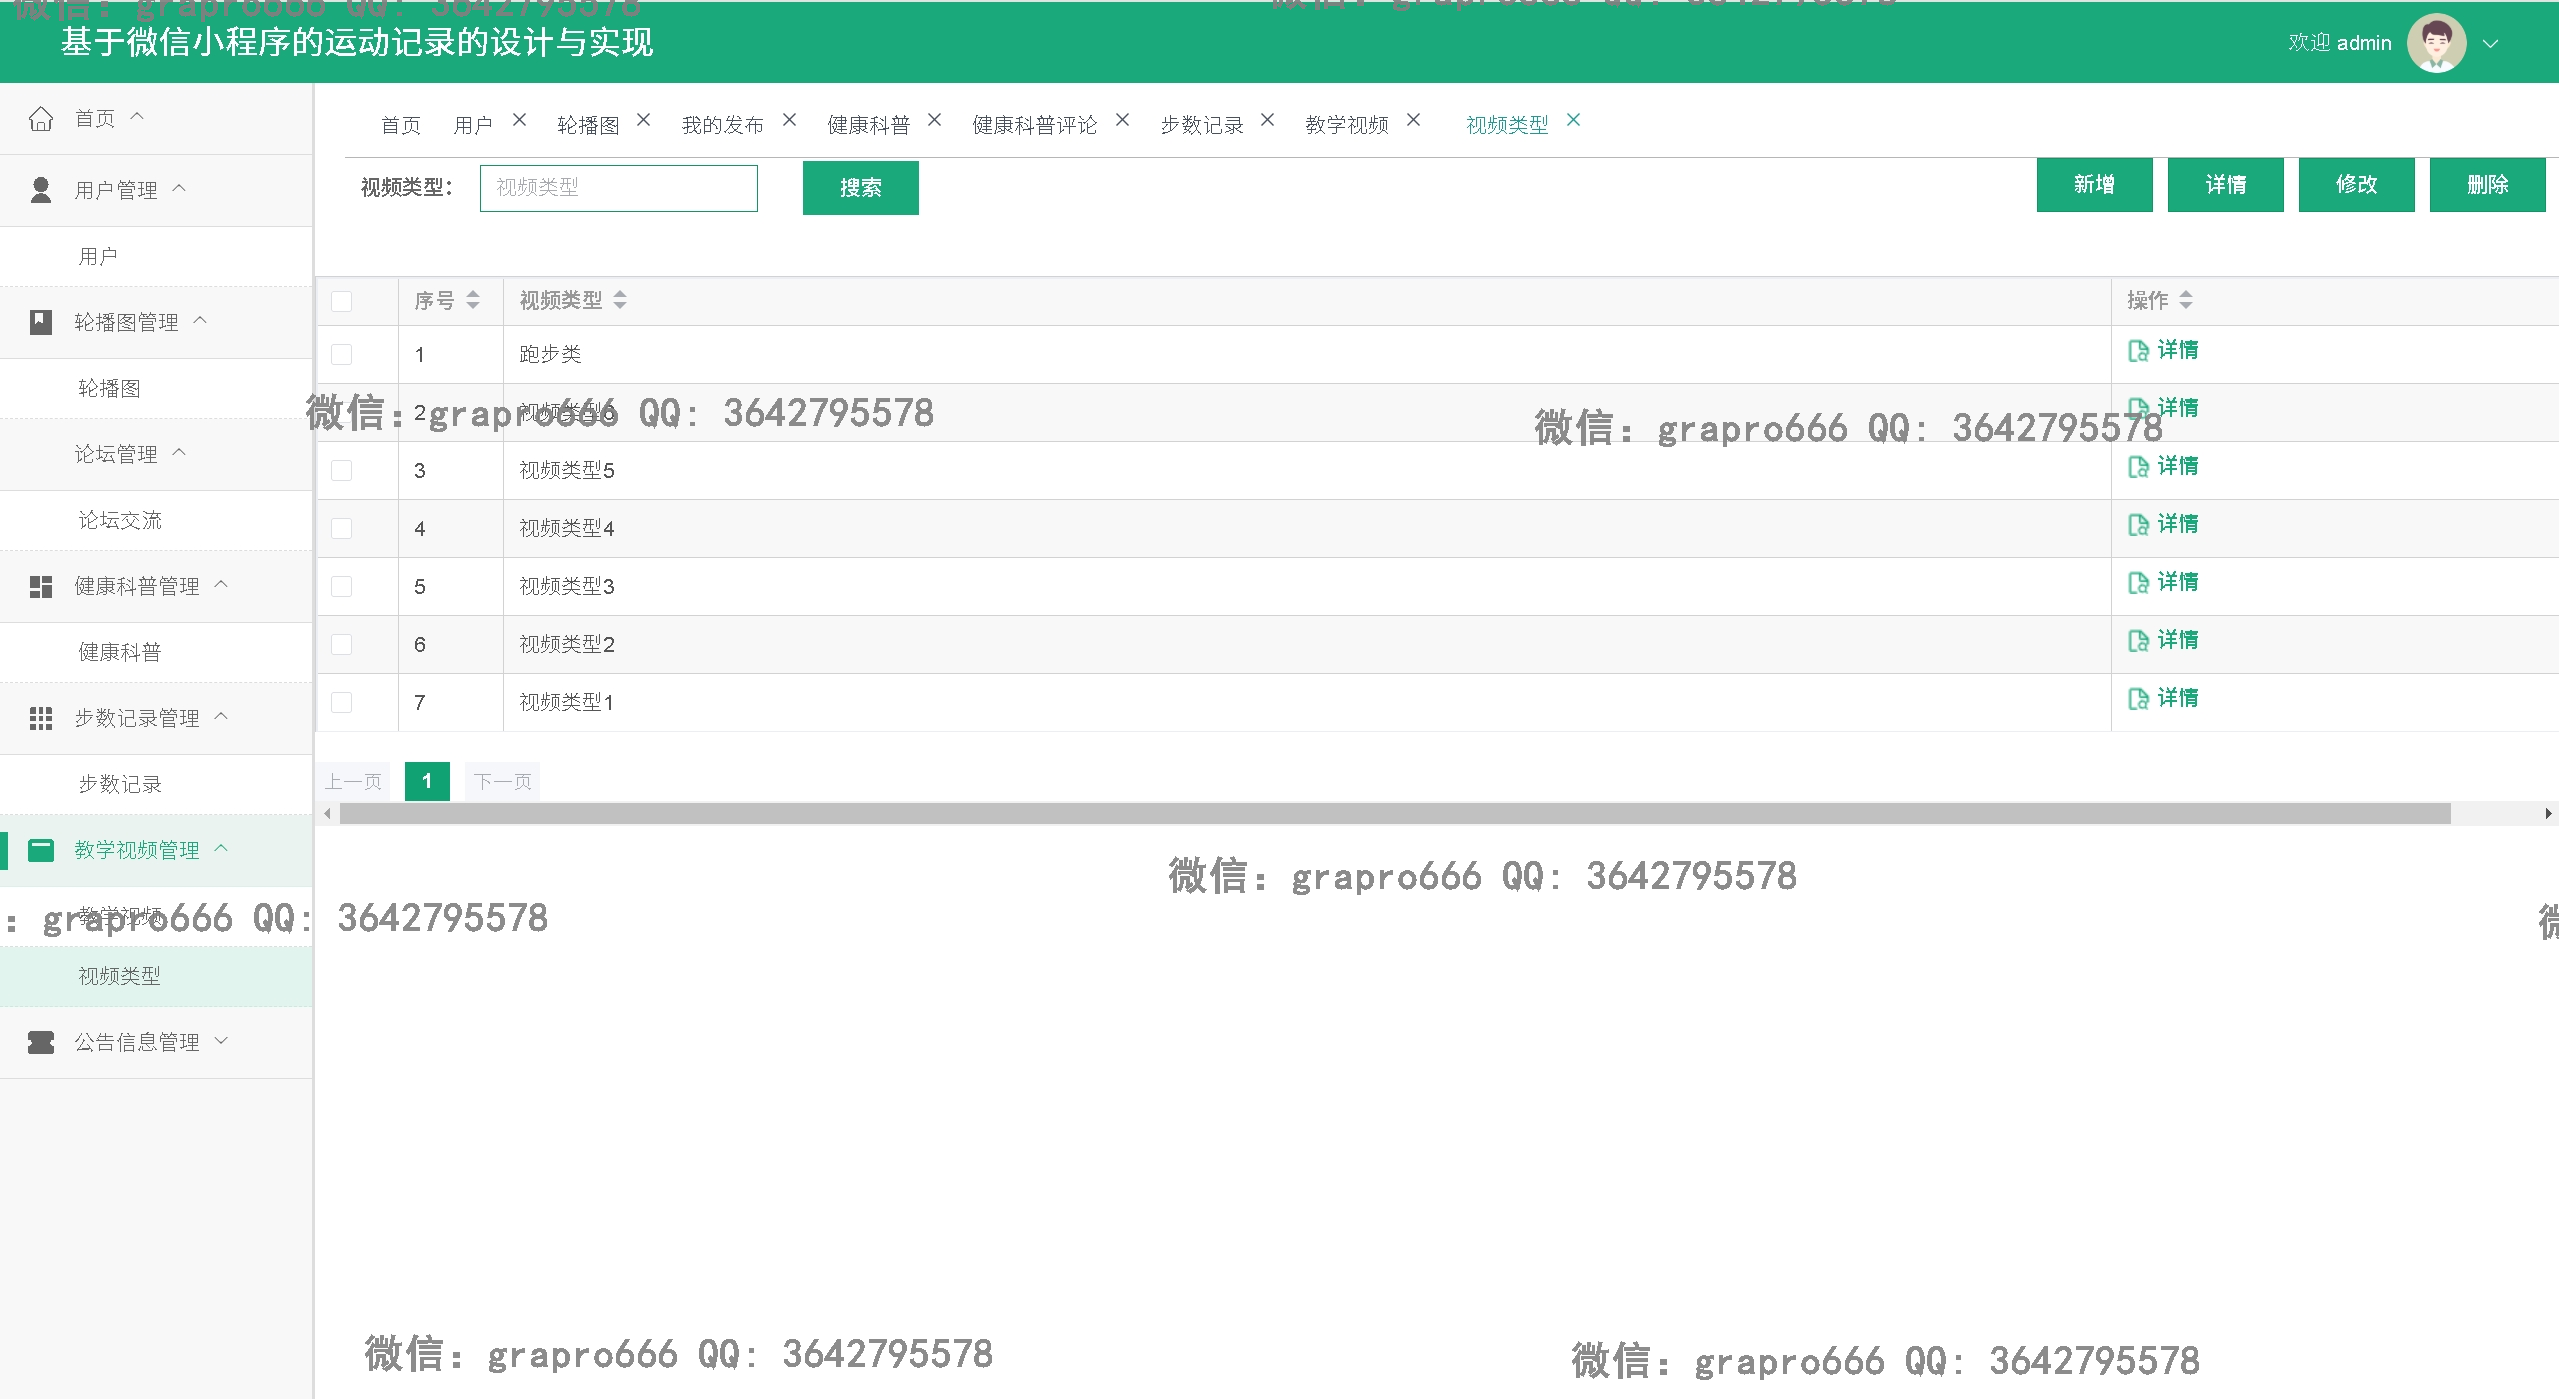 微信: grapro666 QQ: 3642795578
基于微信小程序的运动记录的设计与实现
欢迎 admin
首页
用户管理
用户
轮播图管理
轮播图
论坛管理
论坛交流
健康科普管理
健康科普
步数记录管理
步数记录
教学视频管理
教学视频
视频类型
公告信息管理
首页 用户 轮播图 我的发布 健康科普 健康科普评论 步数记录 教学视频 视频类型
视频类型： 视频类型 搜索 新增 详情 修改 删除
序号 视频类型 操作
1 跑步类 详情
2 视频类型6 详情
微信: grapro666 QQ: 3642795578
微信: grapro666 QQ: 3642795578
3 视频类型5 详情
4 视频类型4 详情
5 视频类型3 详情
6 视频类型2 详情
7 视频类型1 详情
上一页 1 下一页
微信: grapro666 QQ: 3642795578
: grapro666 QQ: 3642795578
微信: grapro666 QQ: 3642795578
微信: grapro666 QQ: 3642795578